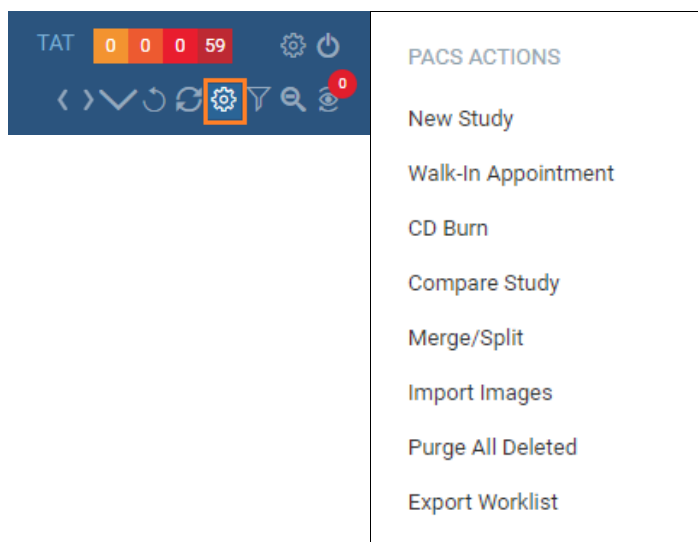 TAT 0 0 0 59
0
PACS ACTIONS
New Study
Walk-In Appointment
CD Burn
Compare Study
Merge/Split
Import Images
Purge All Deleted
Export Worklist